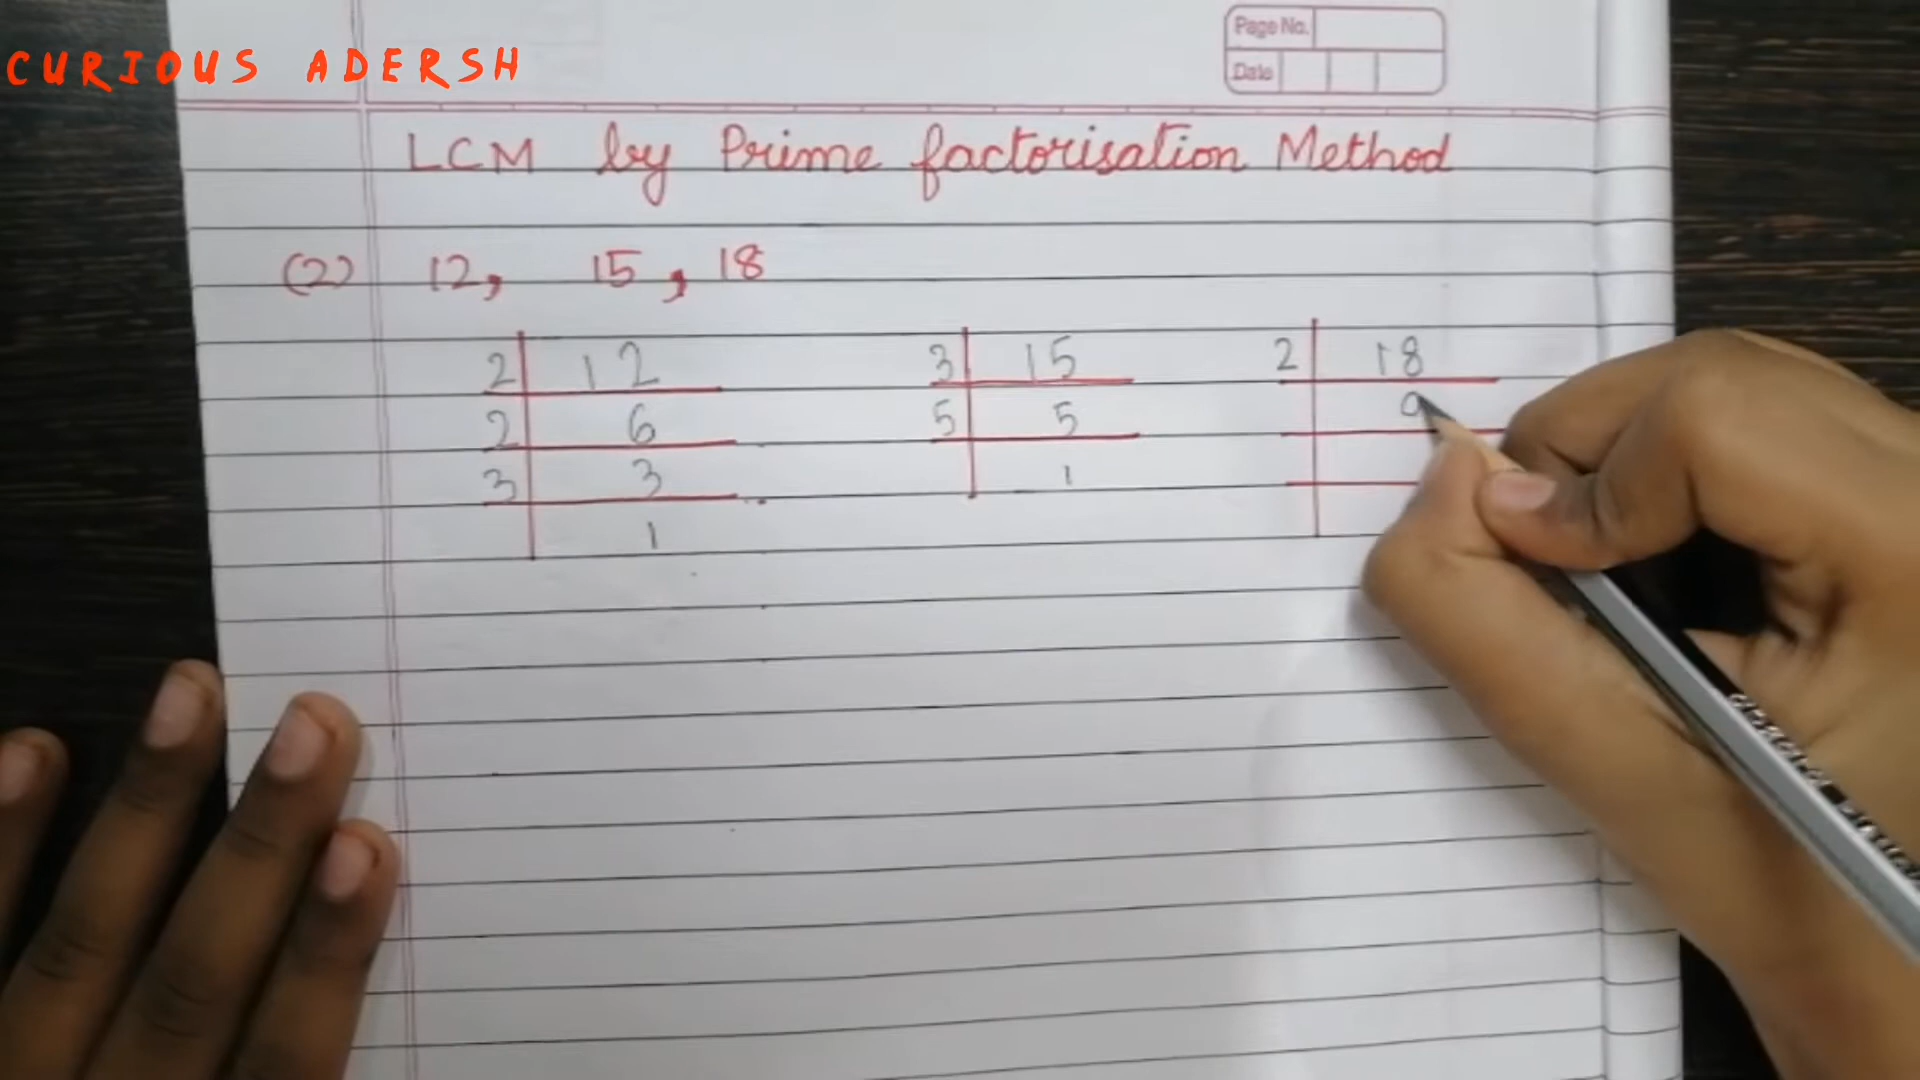 CURIOUS ADERSH
Page No.
Date
LCM by Prime factorisation Method
(2) 12, 15, 18
2 12 3 15 2 18
2 6 5 5 9
3 3 1
1